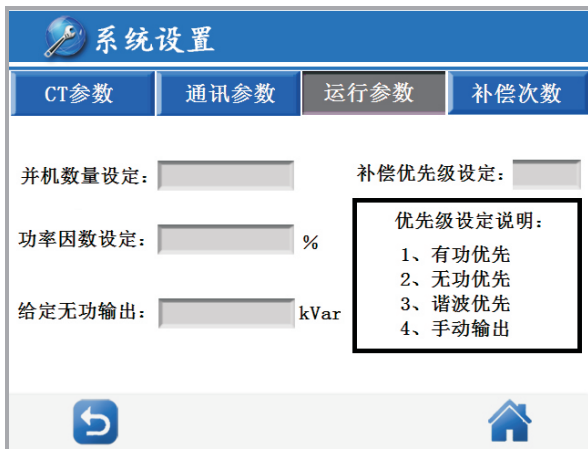 系统设置
CT参数 通讯参数 运行参数 补偿次数
并机数量设定： 补偿优先级设定：
功率因数设定： %
给定无功输出： kVar
优先级设定说明：
1、有功优先
2、无功优先
3、谐波优先
4、手动输出